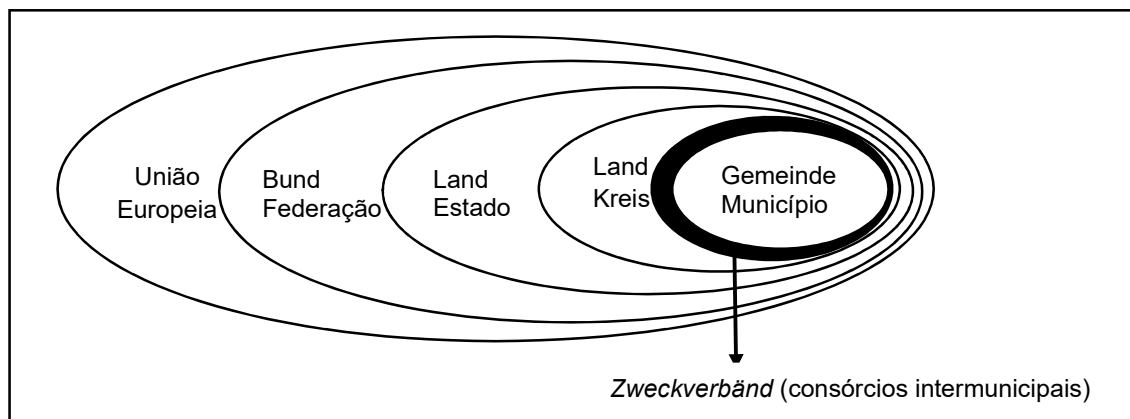 União
Europeia
Bund
Federação
Land
Estado
Land
Kreis
Gemeinde
Município
Zweckverbänd (consórcios intermunicipais)